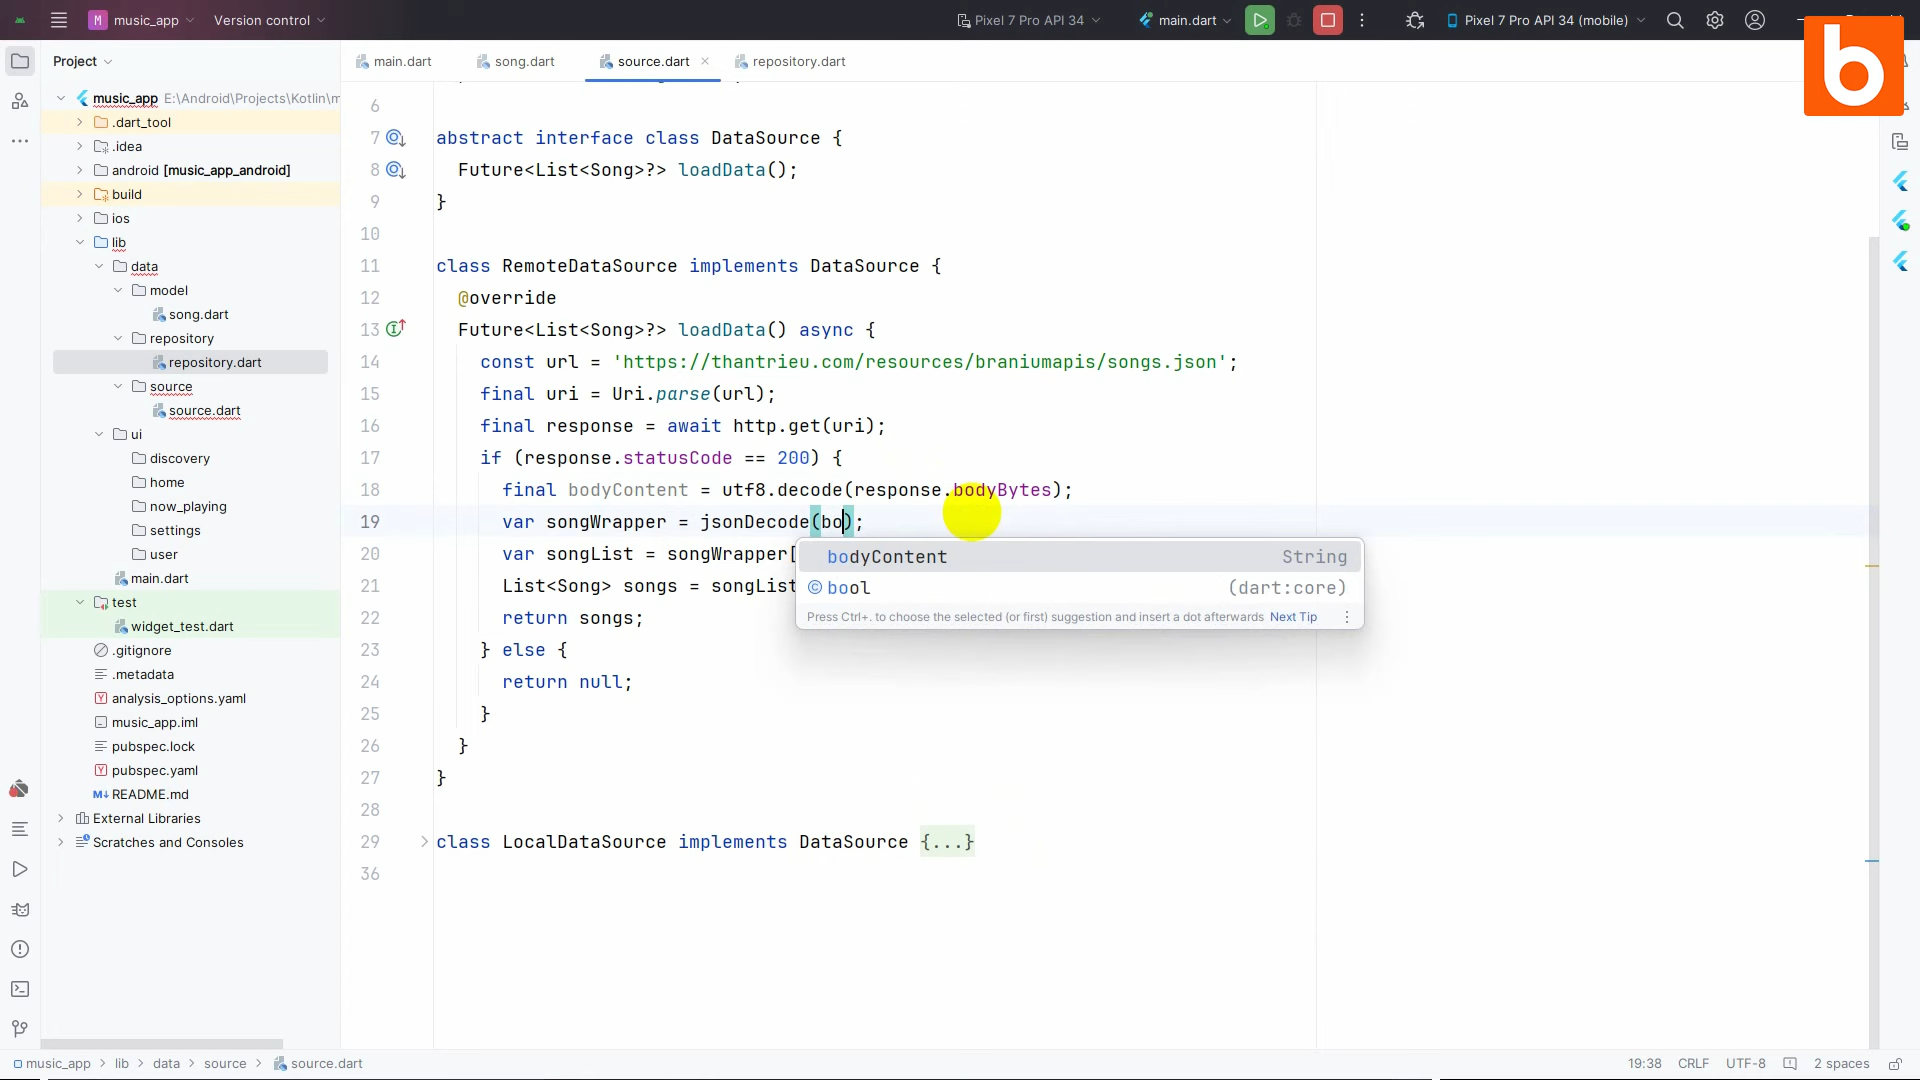 music_app
Version control
Pixel 7 Pro API 34
main.dart
Pixel 7 Pro API 34 (mobile)
b
Project
main.dart
song.dart
source.dart
repository.dart
music_app E:\Android\Projects\Kotlin\m
.dart_tool
.idea
android [music_app_android]
build
ios
lib
data
model
song.dart
repository
repository.dart
source
source.dart
ui
discovery
home
now_playing
settings
user
main.dart
test
widget_test.dart
.gitignore
.metadata
analysis_options.yaml
music_app.iml
pubspec.lock
pubspec.yaml
README.md
External Libraries
Scratches and Consoles
6
7 abstract interface class DataSource {
8 Future<List<Song>?> loadData();
9 }
10
11 class RemoteDataSource implements DataSource {
12 @override
13 Future<List<Song>?> loadData() async {
14 const url = 'https://thantrieu.com/resources/braniumapis/songs.json';
15 final uri = Uri.parse(url);
16 final response = await http.get(uri);
17 if (response.statusCode == 200) {
18 final bodyContent = utf8.decode(response.bodyBytes);
19 var songWrapper = jsonDecode(bo);
20 var songList = songWrapper[
21 List<Song> songs = songList
22 return songs;
23 } else {
24 return null;
25 }
26 }
27 }
28
29 class LocalDataSource implements DataSource {...}
36
bodyContent String
bool (dart:core)
Press Ctrl+. to choose the selected (or first) suggestion and insert a dot afterwards Next Tip
music_app > lib > data > source > source.dart
19:38 CRLF UTF-8 2 spaces